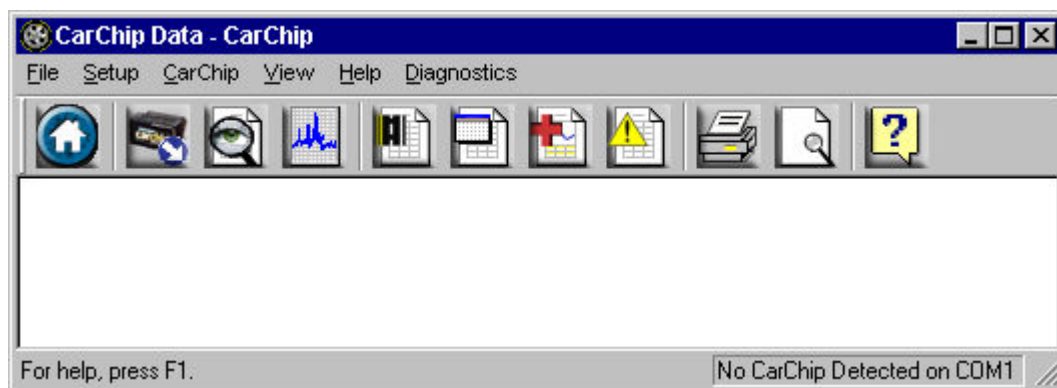 CarChip Data - CarChip
File Setup CarChip View Help Diagnostics
?
For help, press F1.
No CarChip Detected on COM1